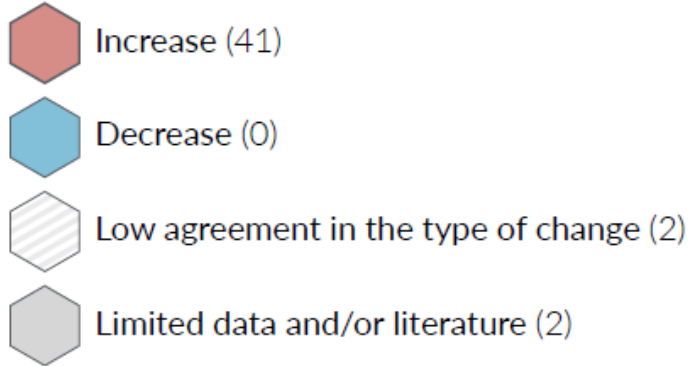 Increase (41)
Decrease (0)
Low agreement in the type of change (2)
Limited data and/or literature (2)